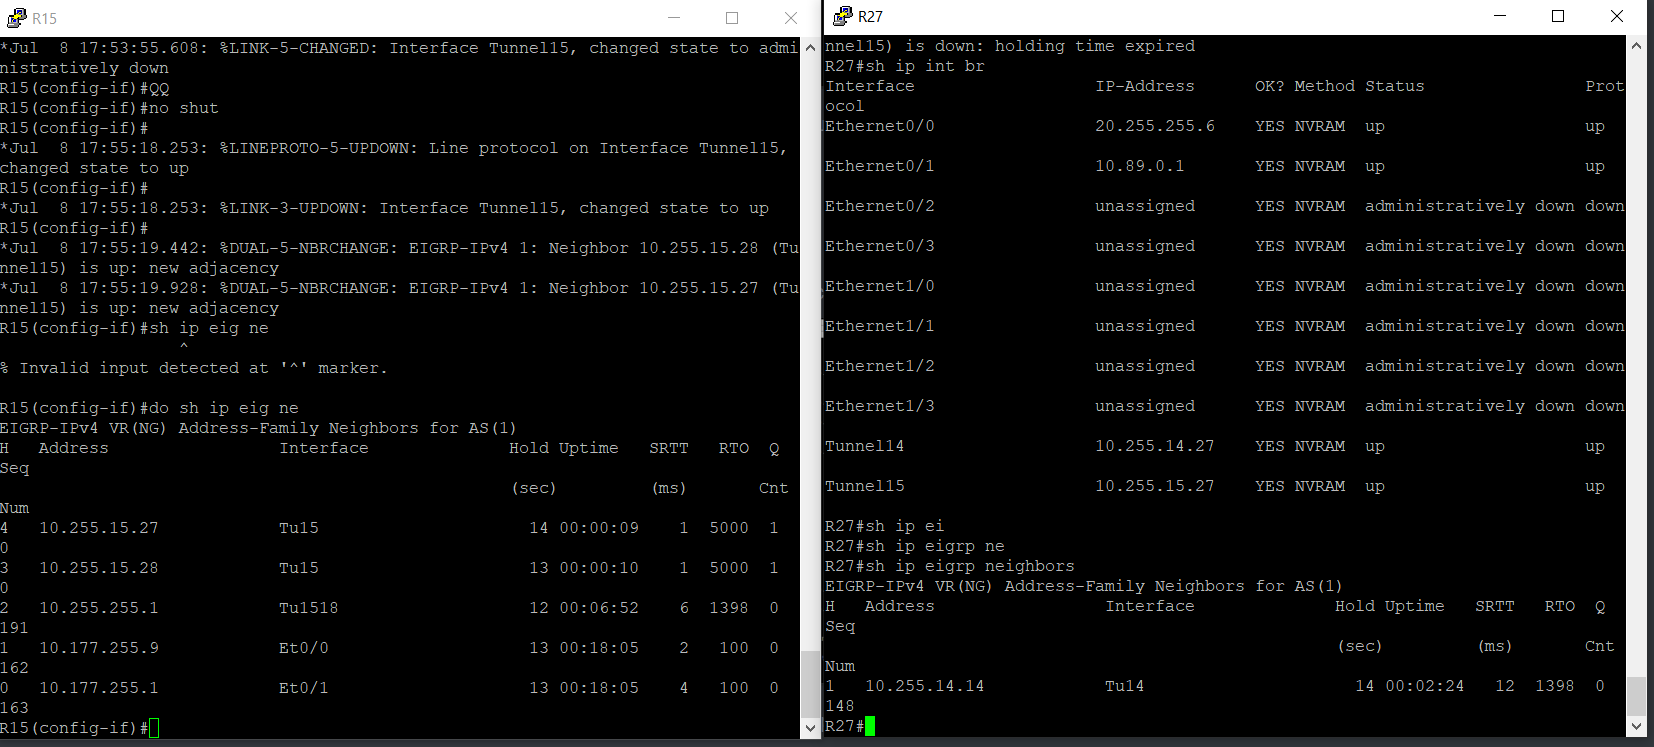 R15
*Jul  8 17:53:55.608: %LINK-5-CHANGED: Interface Tunnel15, changed state to admi
nistratively down
R15(config-if)#QQ
R15(config-if)#no shut
R15(config-if)#
*Jul  8 17:55:18.253: %LINEPROTO-5-UPDOWN: Line protocol on Interface Tunnel15,
changed state to up
R15(config-if)#
*Jul  8 17:55:18.253: %LINK-3-UPDOWN: Interface Tunnel15, changed state to up
R15(config-if)#
*Jul  8 17:55:19.442: %DUAL-5-NBRCHANGE: EIGRP-IPv4 1: Neighbor 10.255.15.28 (Tu
nnel15) is up: new adjacency
*Jul  8 17:55:19.928: %DUAL-5-NBRCHANGE: EIGRP-IPv4 1: Neighbor 10.255.15.27 (Tu
nnel15) is up: new adjacency
R15(config-if)#sh ip eig ne
                  ^
% Invalid input detected at '^' marker.
R15(config-if)#do sh ip eig ne
EIGRP-IPv4 VR(NG) Address-Family Neighbors for AS(1)
H   Address                 Interface              Hold Uptime   SRTT   RTO  Q
Seq
                                                   (sec)         (ms)       Cnt
Num
4   10.255.15.27            Tu15                     14 00:00:09    1  5000  1
0
3   10.255.15.28            Tu15                     13 00:00:10    1  5000  1
0
2   10.255.255.1            Tu1518                   12 00:06:52    6  1398  0
191
1   10.177.255.9            Et0/0                    13 00:18:05    2   100  0
162
0   10.177.255.1            Et0/1                    13 00:18:05    4   100  0
163
R15(config-if)#
R27
nnel15) is down: holding time expired
R27#sh ip int br
Interface                  IP-Address      OK? Method Status                Prot
ocol
Ethernet0/0                20.255.255.6    YES NVRAM  up                    up
Ethernet0/1                10.89.0.1       YES NVRAM  up                    up
Ethernet0/2                unassigned      YES NVRAM  administratively down down
Ethernet0/3                unassigned      YES NVRAM  administratively down down
Ethernet1/0                unassigned      YES NVRAM  administratively down down
Ethernet1/1                unassigned      YES NVRAM  administratively down down
Ethernet1/2                unassigned      YES NVRAM  administratively down down
Ethernet1/3                unassigned      YES NVRAM  administratively down down
Tunnel14                   10.255.14.27    YES NVRAM  up                    up
Tunnel15                   10.255.15.27    YES NVRAM  up                    up
R27#sh ip ei
R27#sh ip eigrp ne
R27#sh ip eigrp neighbors
EIGRP-IPv4 VR(NG) Address-Family Neighbors for AS(1)
H   Address                 Interface              Hold Uptime   SRTT   RTO  Q
Seq
                                                   (sec)         (ms)       Cnt
Num
1   10.255.14.14            Tu14                     14 00:02:24   12  1398  0
148
R27#